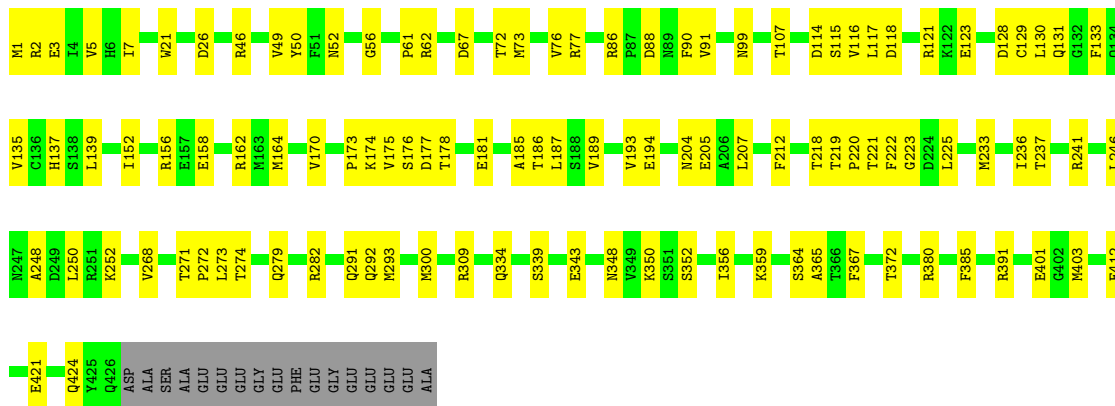 M1 R2 E3 I4 V5 H6 I7 W21 D26 R46 V49 Y50 F51 N52 G56 P61 R62 D67 T72 M73 V76 R77 R86 P87 D88 N89 F90 V91 N99 T107 D114 S115 V116 L117 D118 R121 K122 E123 D128 C129 L130 Q131 G132 F133
V135 C136 H137 S138 L139 I152 R156 E157 E158 R162 M163 M164 V170 P173 K174 V175 S176 D177 T178 E181 A185 T186 L187 S188 V189 V193 E194 N204 E205 A206 L207 F212 T218 T219 P220 T221 F222 G223 D224 L225 M233 I236 T237 R241
N247 A248 D249 L250 R251 K252 V268 T271 P272 L273 T274 Q279 R282 Q291 Q292 M293 M300 R309 Q334 S339 E343 N348 V349 K350 S351 S352 I356 K359 S364 A365 T366 F367 T372 R380 F385 R391 E401 G402 M403
E421 Q424 Y425 Q426 ASP ALA SER ALA GLU GLU GLU GLY GLU PHE GLU GLY GLU GLU GLU GLU GLU ALA